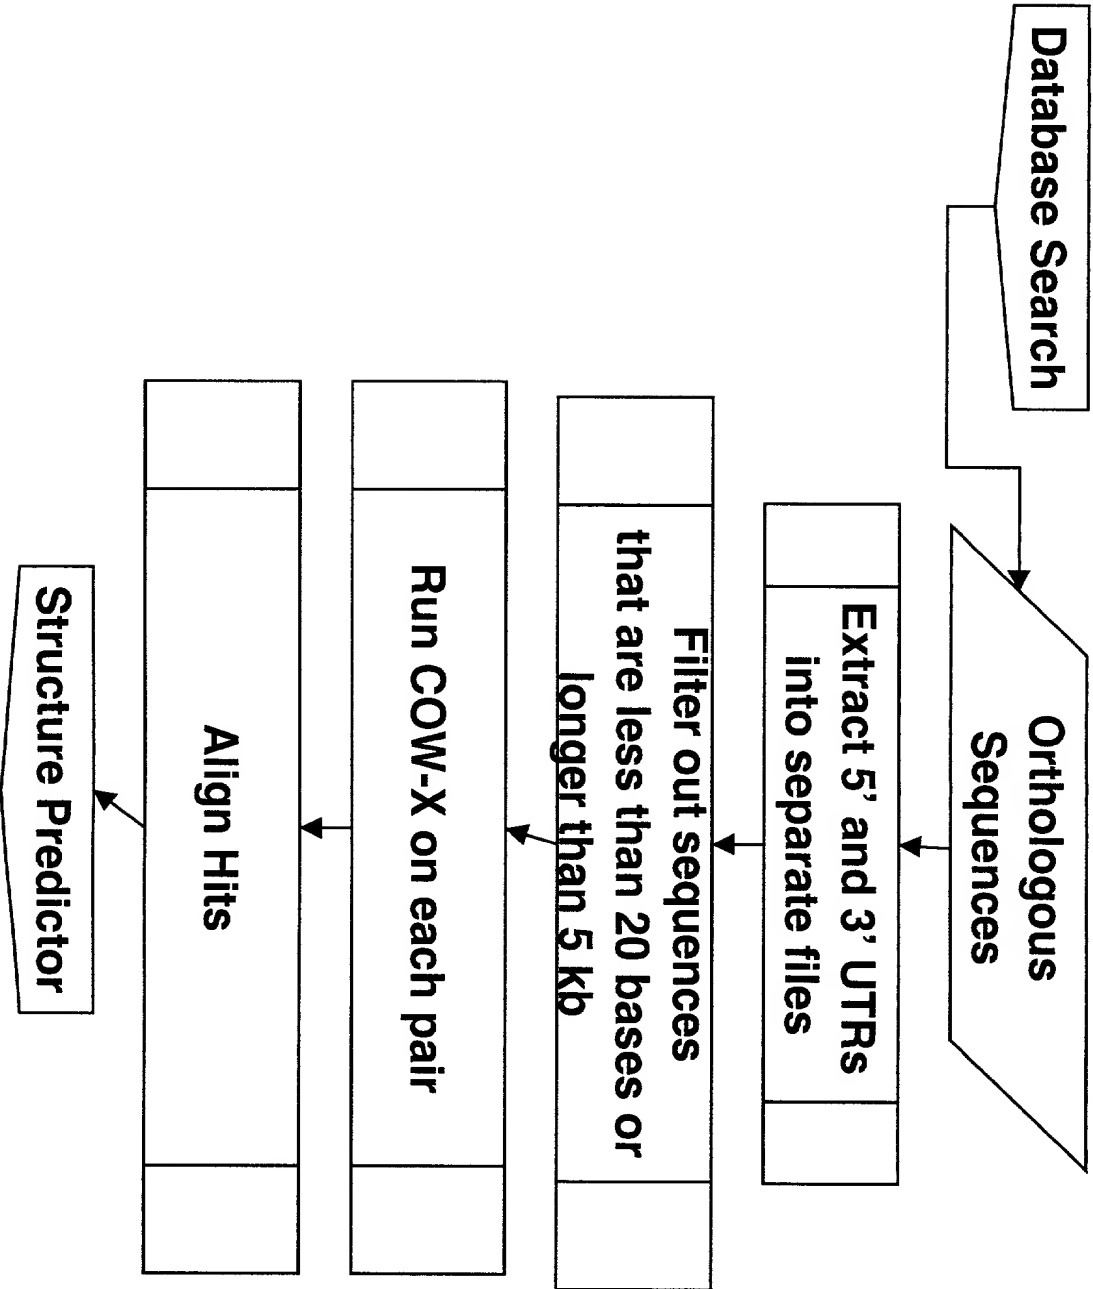 Database Search
Orthologous
Sequences
Extract 5’ and 3’ UTRs
into separate files
Filter out sequences
that are less than 20 bases or
longer than 5 kb
Run COW-X on each pair
Align Hits
Structure Predictor